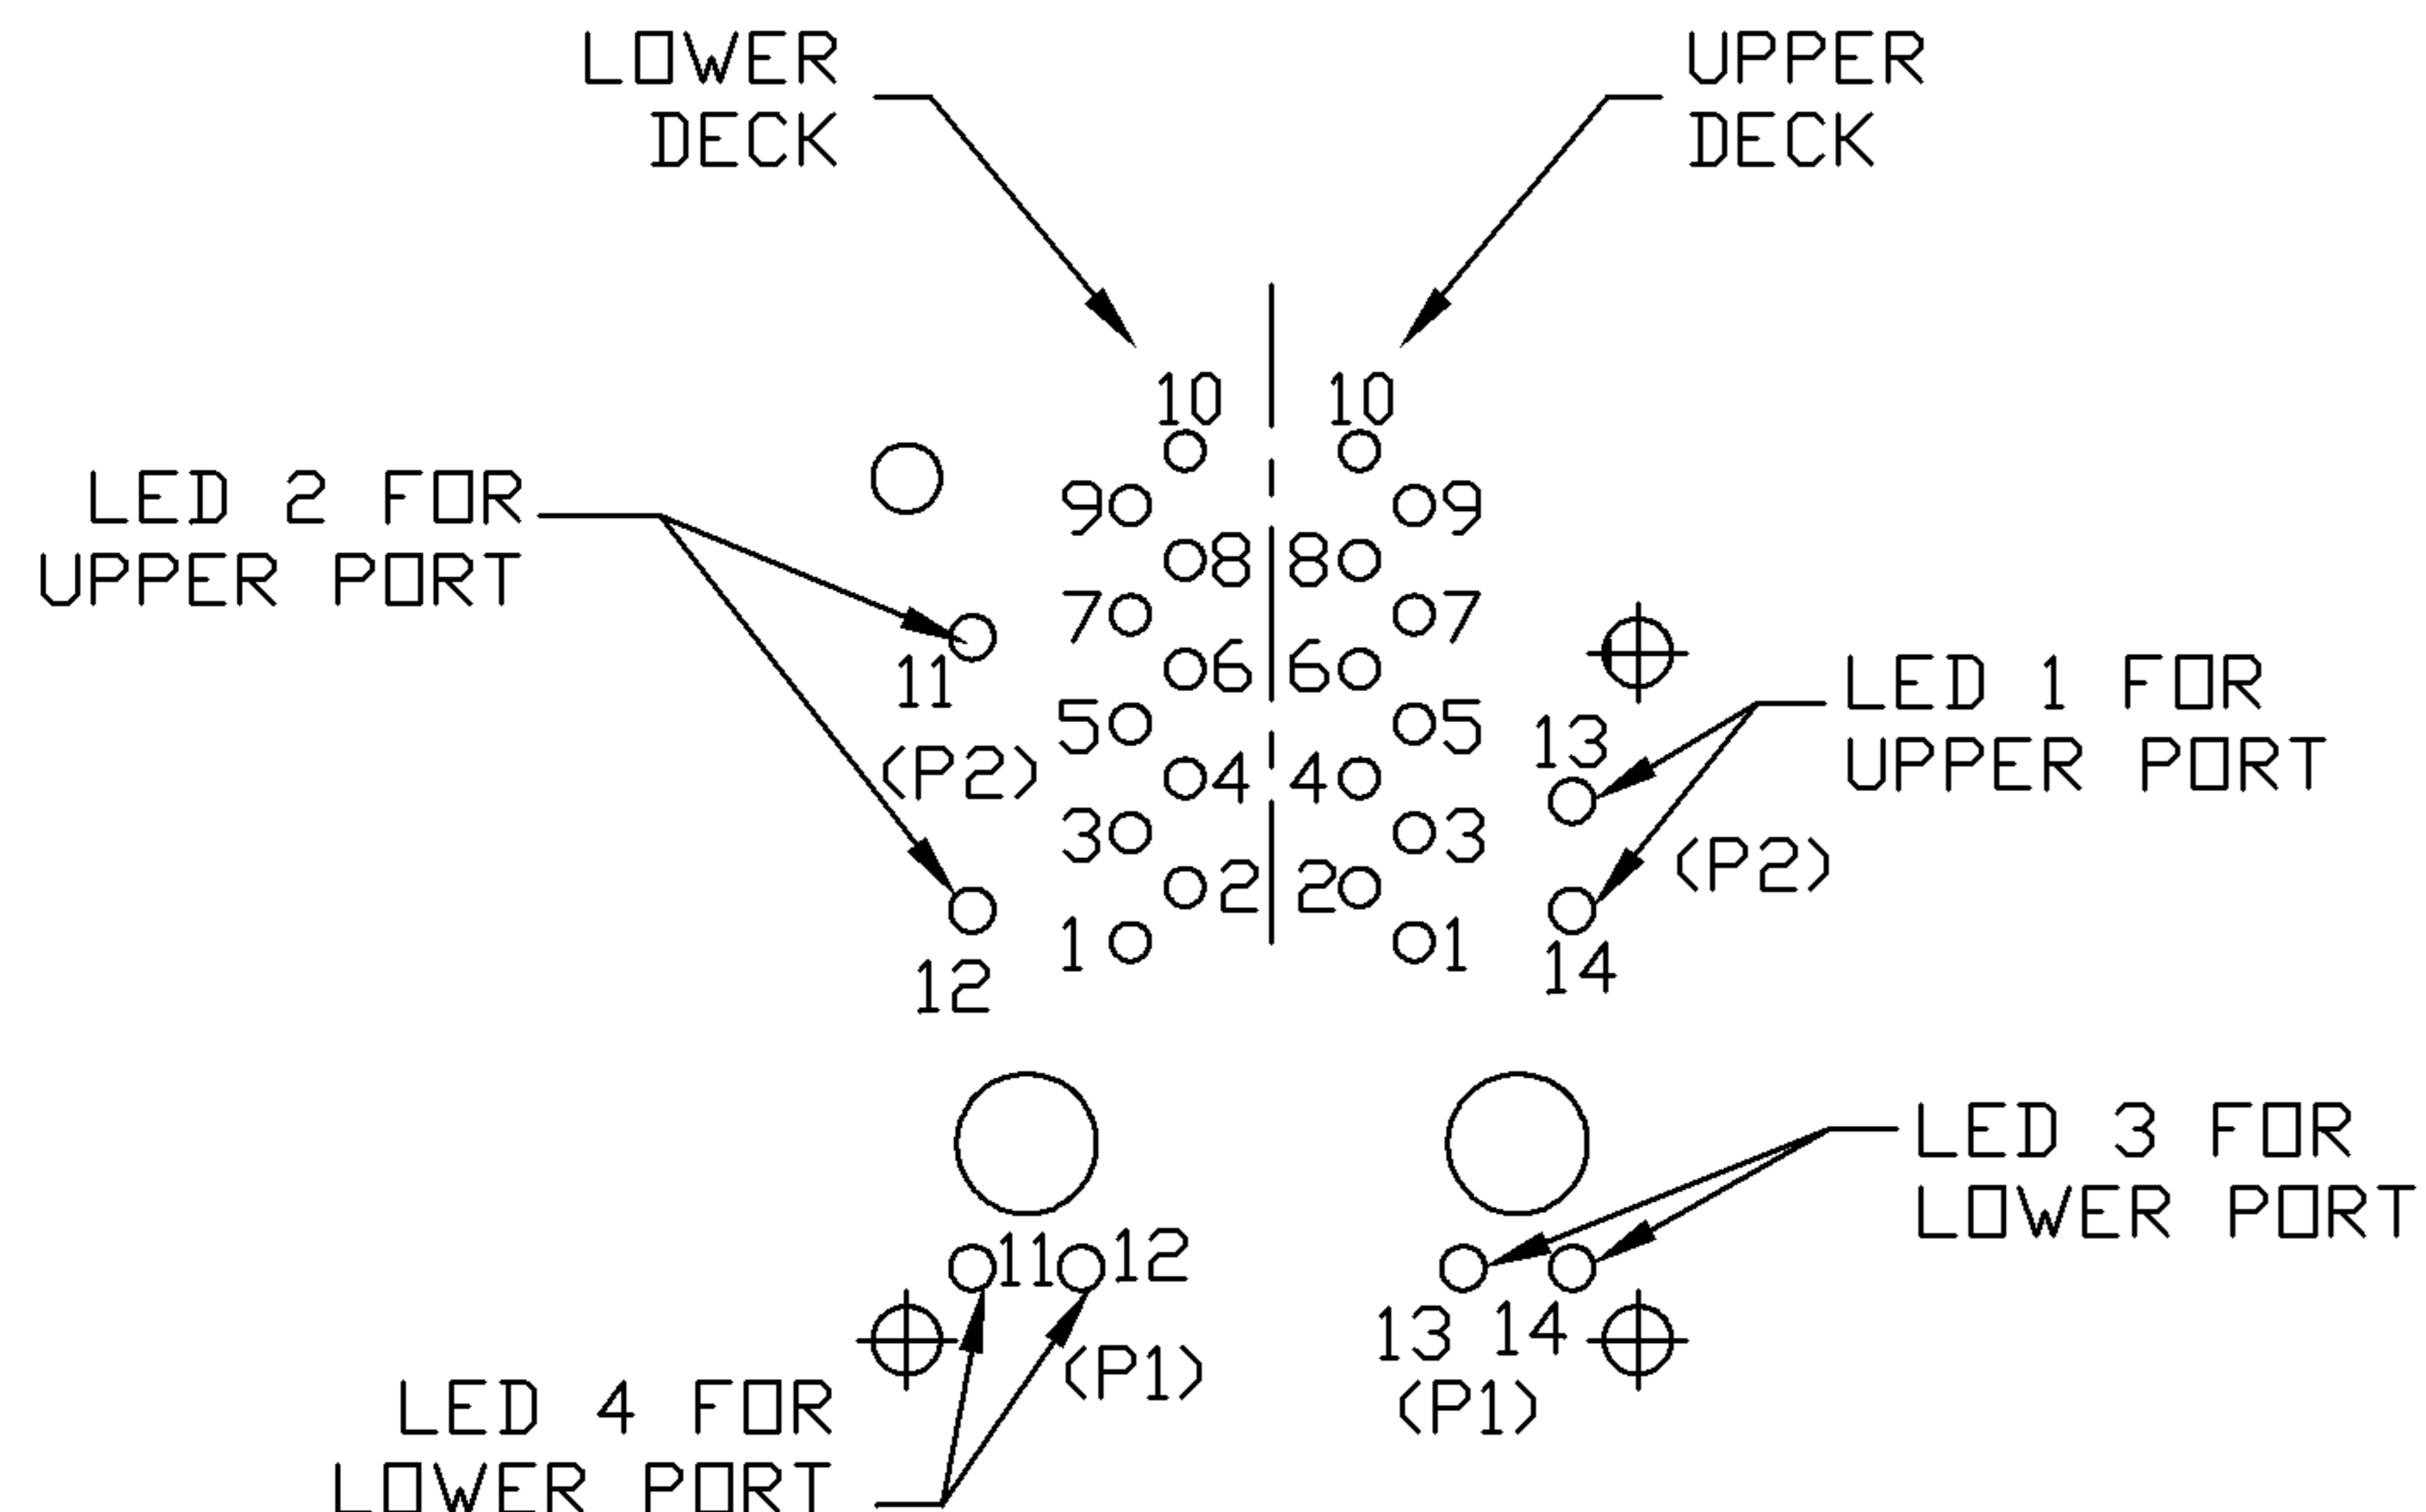 LOWER
DECK
UPPER
DECK
10 10
LED 2 FOR
UPPER PORT
9 9
8 8
7 7
6 6
11
5 5
(P2)
4 4
3 3
2 2
1 1
12
13
LED 1 FOR
UPPER PORT
(P2)
14
LED 3 FOR
LOWER PORT
11 12
(P1)
13 14
(P1)
LED 4 FOR
LOWER PORT